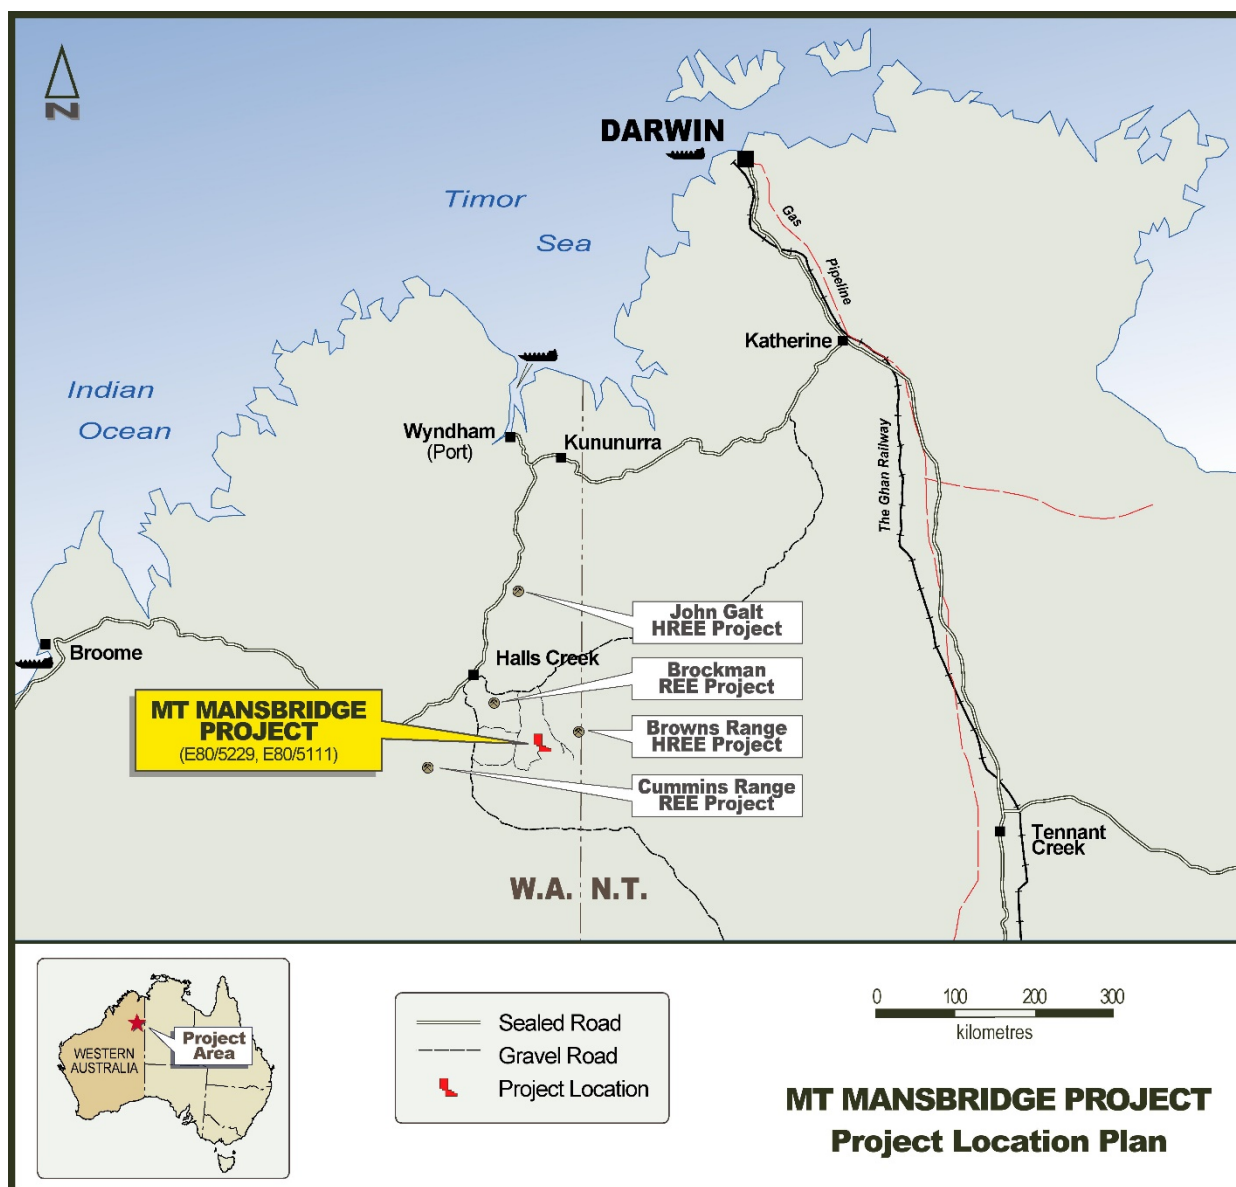 N
DARWIN
Timor
Sea
Gas
Pipeline
Katherine
Indian
Ocean
Wyndham
(Port)
Kununurra
The Ghan Railway
John Galt
HREE Project
Broome
Halls Creek
Brockman
REE Project
MT MANSBRIDGE
PROJECT
(E80/5229, E80/5111)
Browns Range
HREE Project
Cummins Range
REE Project
Tennant
Creek
W.A. N.T.
WESTERN
AUSTRALIA
Project
Area
Sealed Road
Gravel Road
Project Location
0 100 200 300
kilometres
MT MANSBRIDGE PROJECT
Project Location Plan